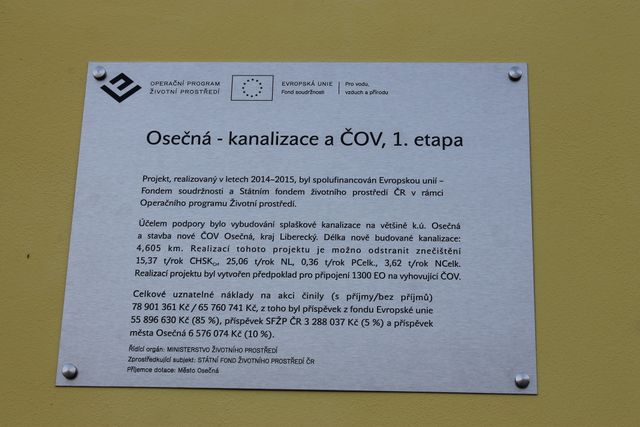 OPERAČNÍ PROGRAM
ŽIVOTNÍ PROSTŘEDÍ
EVROPSKÁ UNIE
Fond soudržnosti
Pro vodu,
vzduch a přírodu
Osečná - kanalizace a ČOV, 1. etapa
Projekt, realizovaný v letech 2014–2015, byl spolufinancován Evropskou unií –
Fondem soudržnosti a Státním fondem životního prostředí ČR v rámci
Operačního programu Životní prostředí.
Účelem podpory bylo vybudování splaškové kanalizace na většině k.ú. Osečná
a stavba nové ČOV Osečná, kraj Liberecký. Délka nově budované kanalizace:
4,605 km. Realizací tohoto projektu je možno odstranit znečištění
15,37 t/rok CHSKCr, 25,06 t/rok NL, 0,36 t/rok PCelk., 3,62 t/rok NCelk.
Realizací projektu byl vytvořen předpoklad pro připojení 1300 EO na vyhovující ČOV.
Celkové uznatelné náklady na akci činily (s příjmy/bez příjmů)
78 901 361 Kč / 65 760 741 Kč, z toho byl příspěvek z fondu Evropské unie
55 896 630 Kč (85 %), příspěvek SFŽP ČR 3 288 037 Kč (5 %) a příspěvek
města Osečná 6 576 074 Kč (10 %).
Řídící orgán: MINISTERSTVO ŽIVOTNÍHO PROSTŘEDÍ
Zprostředkující subjekt: STÁTNÍ FOND ŽIVOTNÍHO PROSTŘEDÍ ČR
Příjemce dotace: Město Osečná